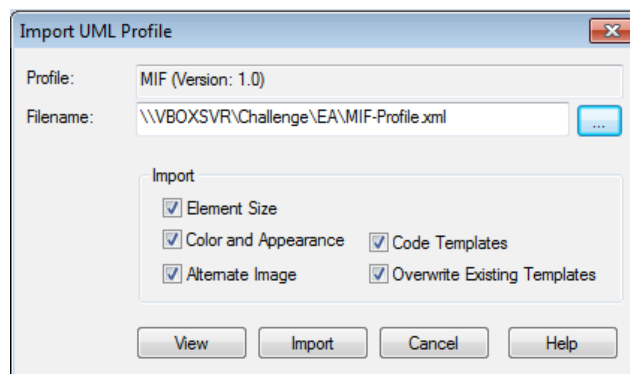 Import UML Profile
Profile: MIF (Version: 1.0)
Filename: \\VBOXSVR\Challenge\EA\MIF-Profile.xml ...
Import
Element Size
Color and Appearance Code Templates
Alternate Image Overwrite Existing Templates
View Import Cancel Help